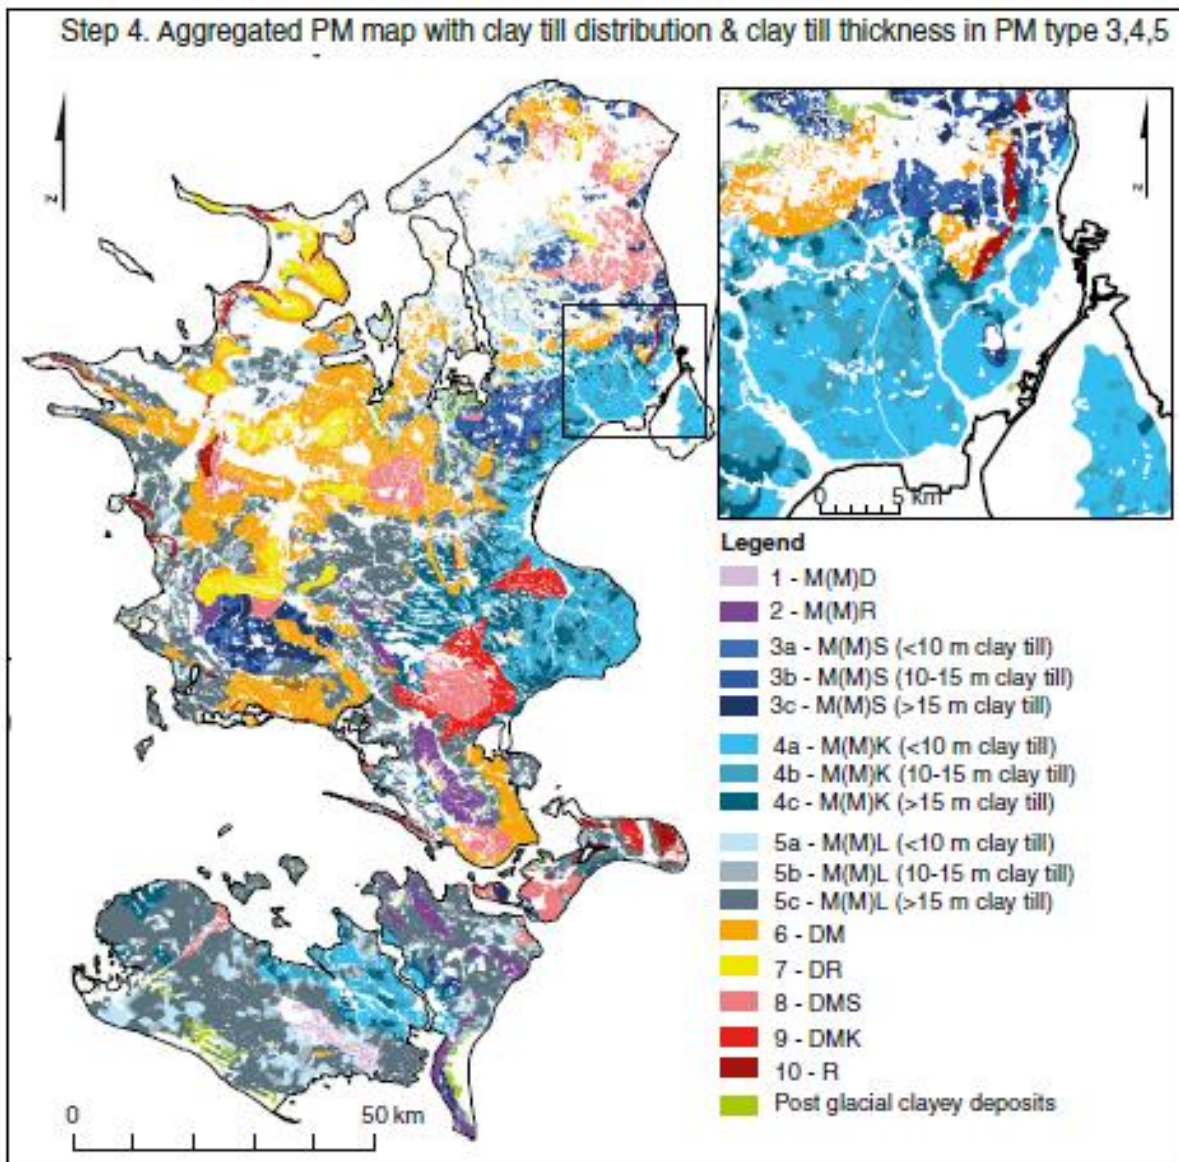 Step 4. Aggregated PM map with clay till distribution & clay till thickness in PM type 3,4,5
z
z
0 5 km
Legend
1 - M(M)D
2 - M(M)R
3a - M(M)S (<10 m clay till)
3b - M(M)S (10-15 m clay till)
3c - M(M)S (>15 m clay till)
4a - M(M)K (<10 m clay till)
4b - M(M)K (10-15 m clay till)
4c - M(M)K (>15 m clay till)
5a - M(M)L (<10 m clay till)
5b - M(M)L (10-15 m clay till)
5c - M(M)L (>15 m clay till)
6 - DM
7 - DR
8 - DMS
9 - DMK
10 - R
Post glacial clayey deposits
0 50 km